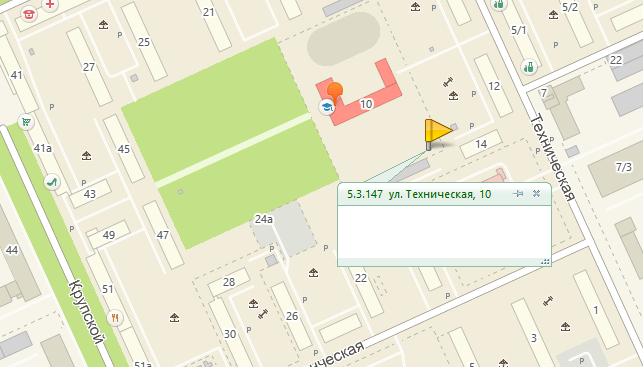 21
25
5/2
5/1
22
27
41
12
7
10
41а
45
14
Техническая
7/3
43
5.3.147 ул. Техническая, 10
24а
49
47
44
28
22
51
Крупской
26
1
30
3
ническая
5
51а
P
P
P
P
P
P
P
P
P
P